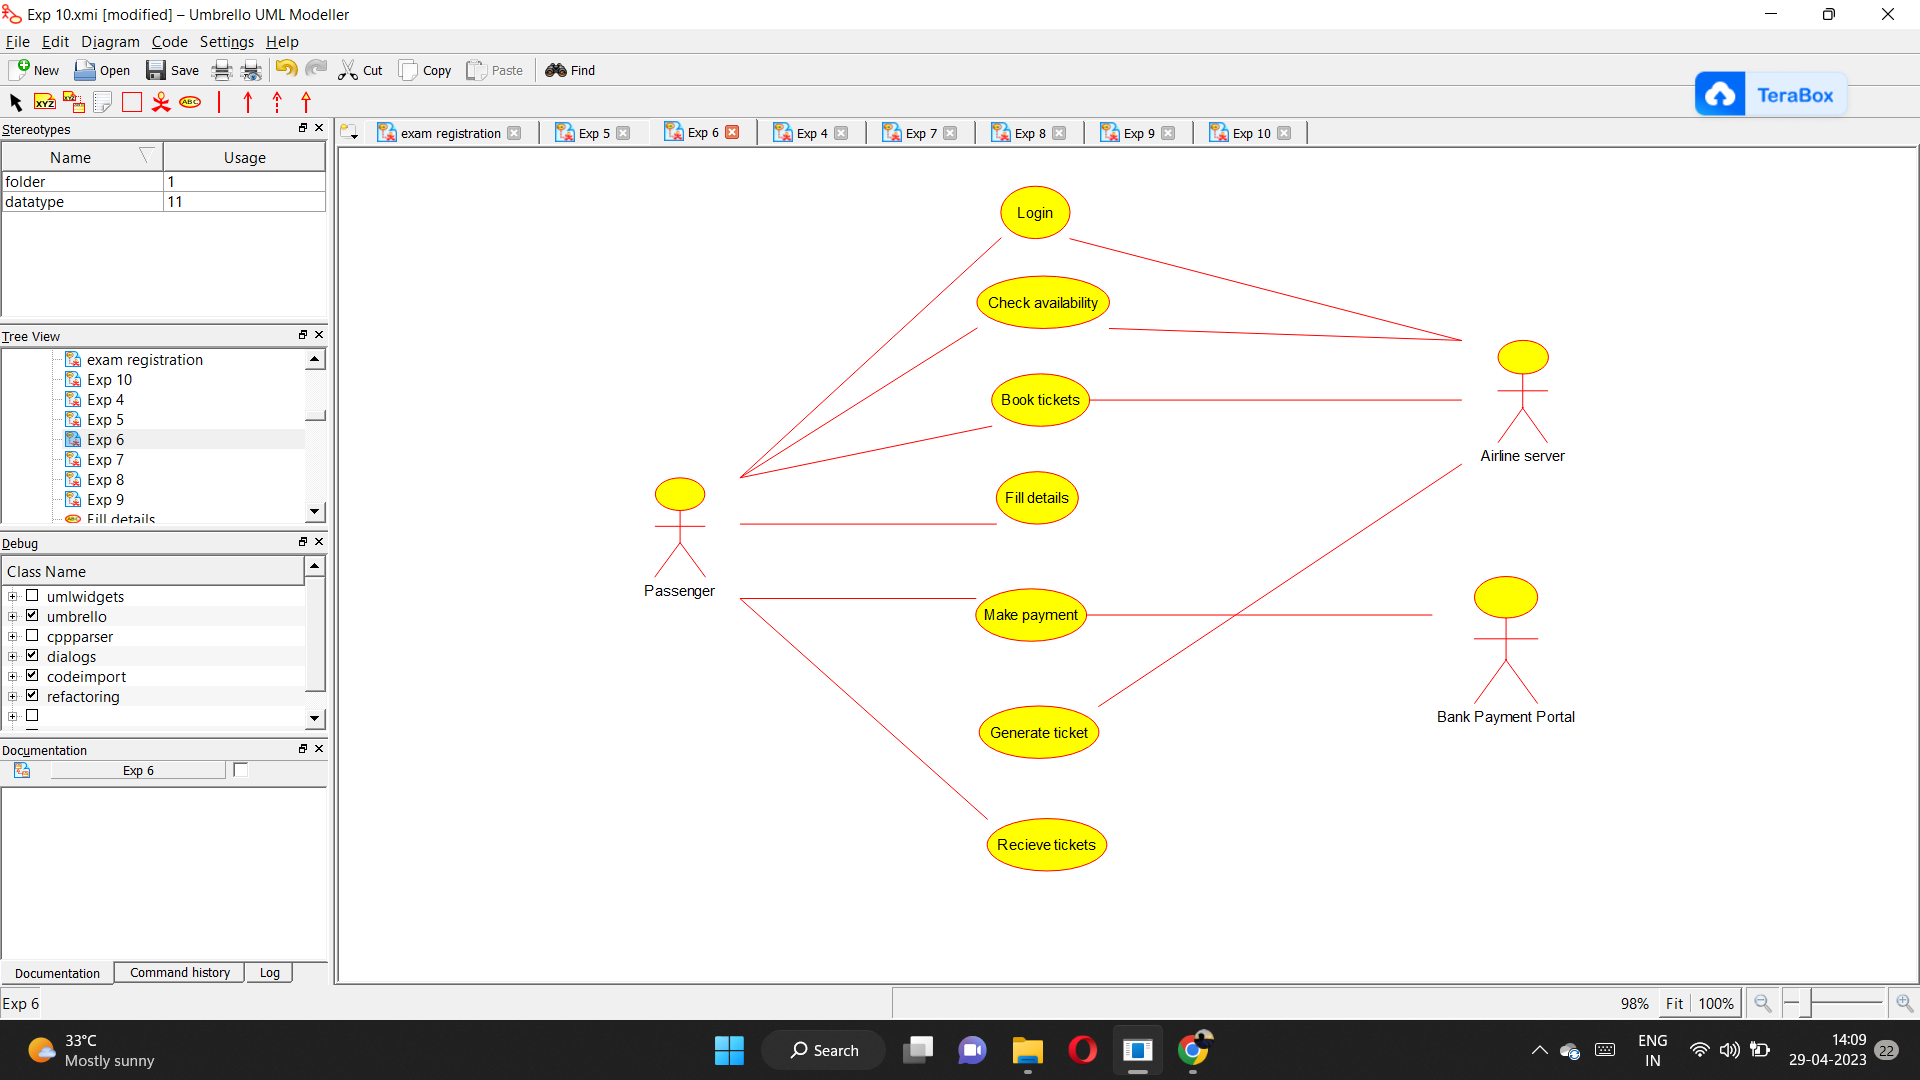 Exp 10.xmi [modified] – Umbrello UML Modeller
File Edit Diagram Code Settings Help
New Open Save Cut Copy Paste Find
XYZ XYZ ABC
TeraBox
Stereotypes
Name Usage
folder 1
datatype 11
Tree View
exam registration
Exp 10
Exp 4
Exp 5
Exp 6
Exp 7
Exp 8
Exp 9
Fill details
Debug
Class Name
umlwidgets
umbrello
cppparser
dialogs
codeimport
refactoring
Documentation
Exp 6
Documentation Command history Log
exam registration Exp 5 Exp 6 Exp 4 Exp 7 Exp 8 Exp 9 Exp 10
Login
Check availability
Book tickets
Airline server
Fill details
Passenger
Make payment
Bank Payment Portal
Generate ticket
Recieve tickets
Exp 6
98% Fit 100%
33°C
Mostly sunny
Search
ENG
IN
14:09
29-04-2023
22